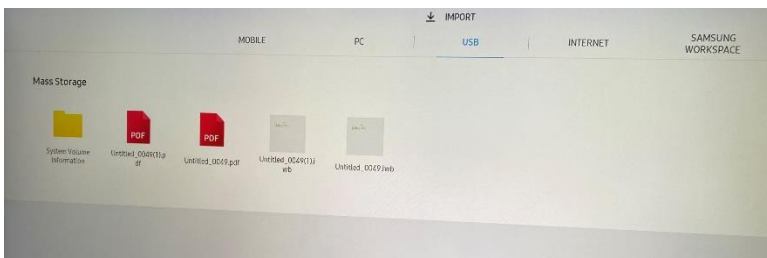 IMPORT
MOBILE
PC
USB
INTERNET
SAMSUNG
WORKSPACE
Mass Storage
PDF
PDF
System Volume
Information
Untitled_0049(1).p
df
Untitled_0049.pdf
Untitled_0049(1).i
wb
Untitled_0049.iwb